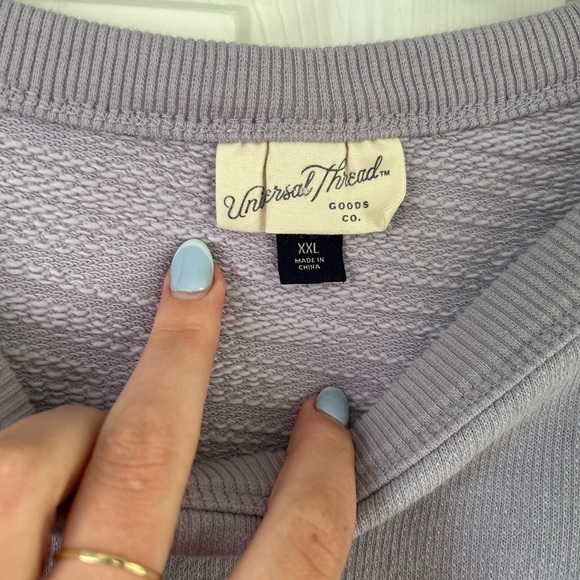 Universal Thread™
GOODS
CO.
XXL
MADE IN
CHINA